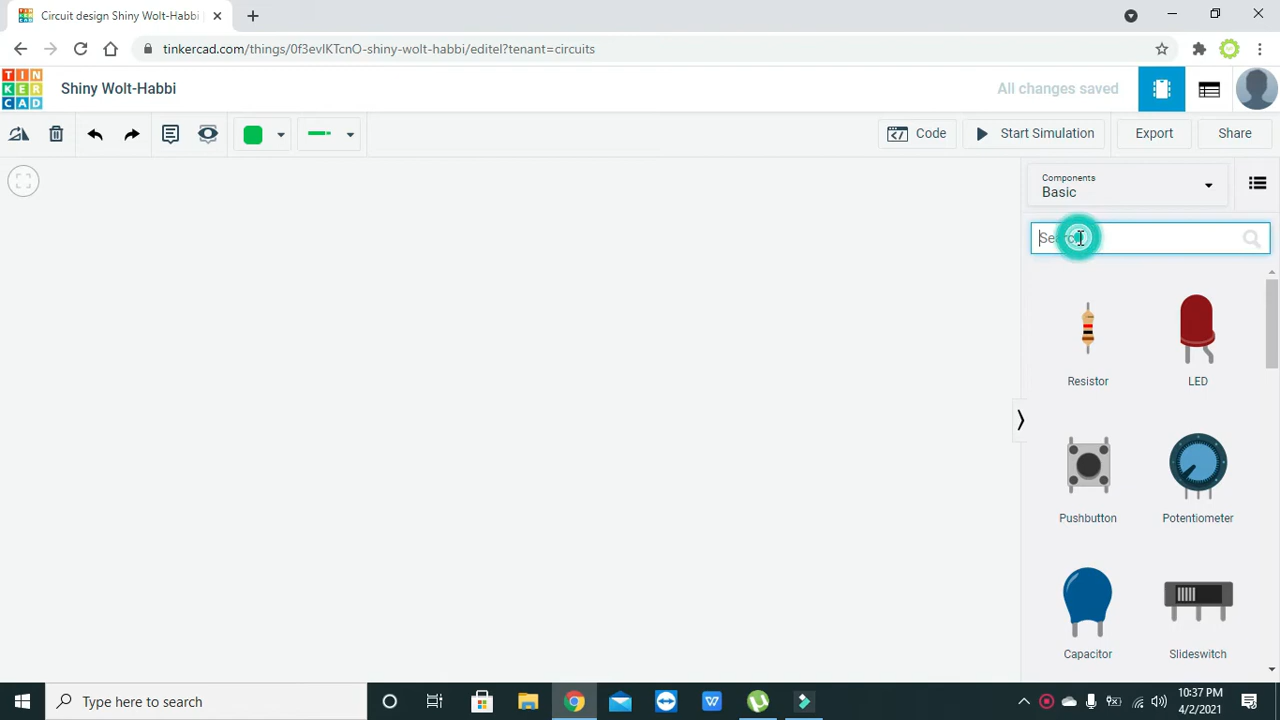 Circuit design Shiny Wolt-Habbi
tinkercad.com/things/0f3evIKTcnO-shiny-wolt-habbi/editel?tenant=circuits
TIN
KER
CAD
Shiny Wolt-Habbi
All changes saved
Code
Start Simulation
Export
Share
Components
Basic
Search
Resistor
LED
Pushbutton
Potentiometer
Capacitor
Slideswitch
Type here to search
10:37 PM
4/2/2021